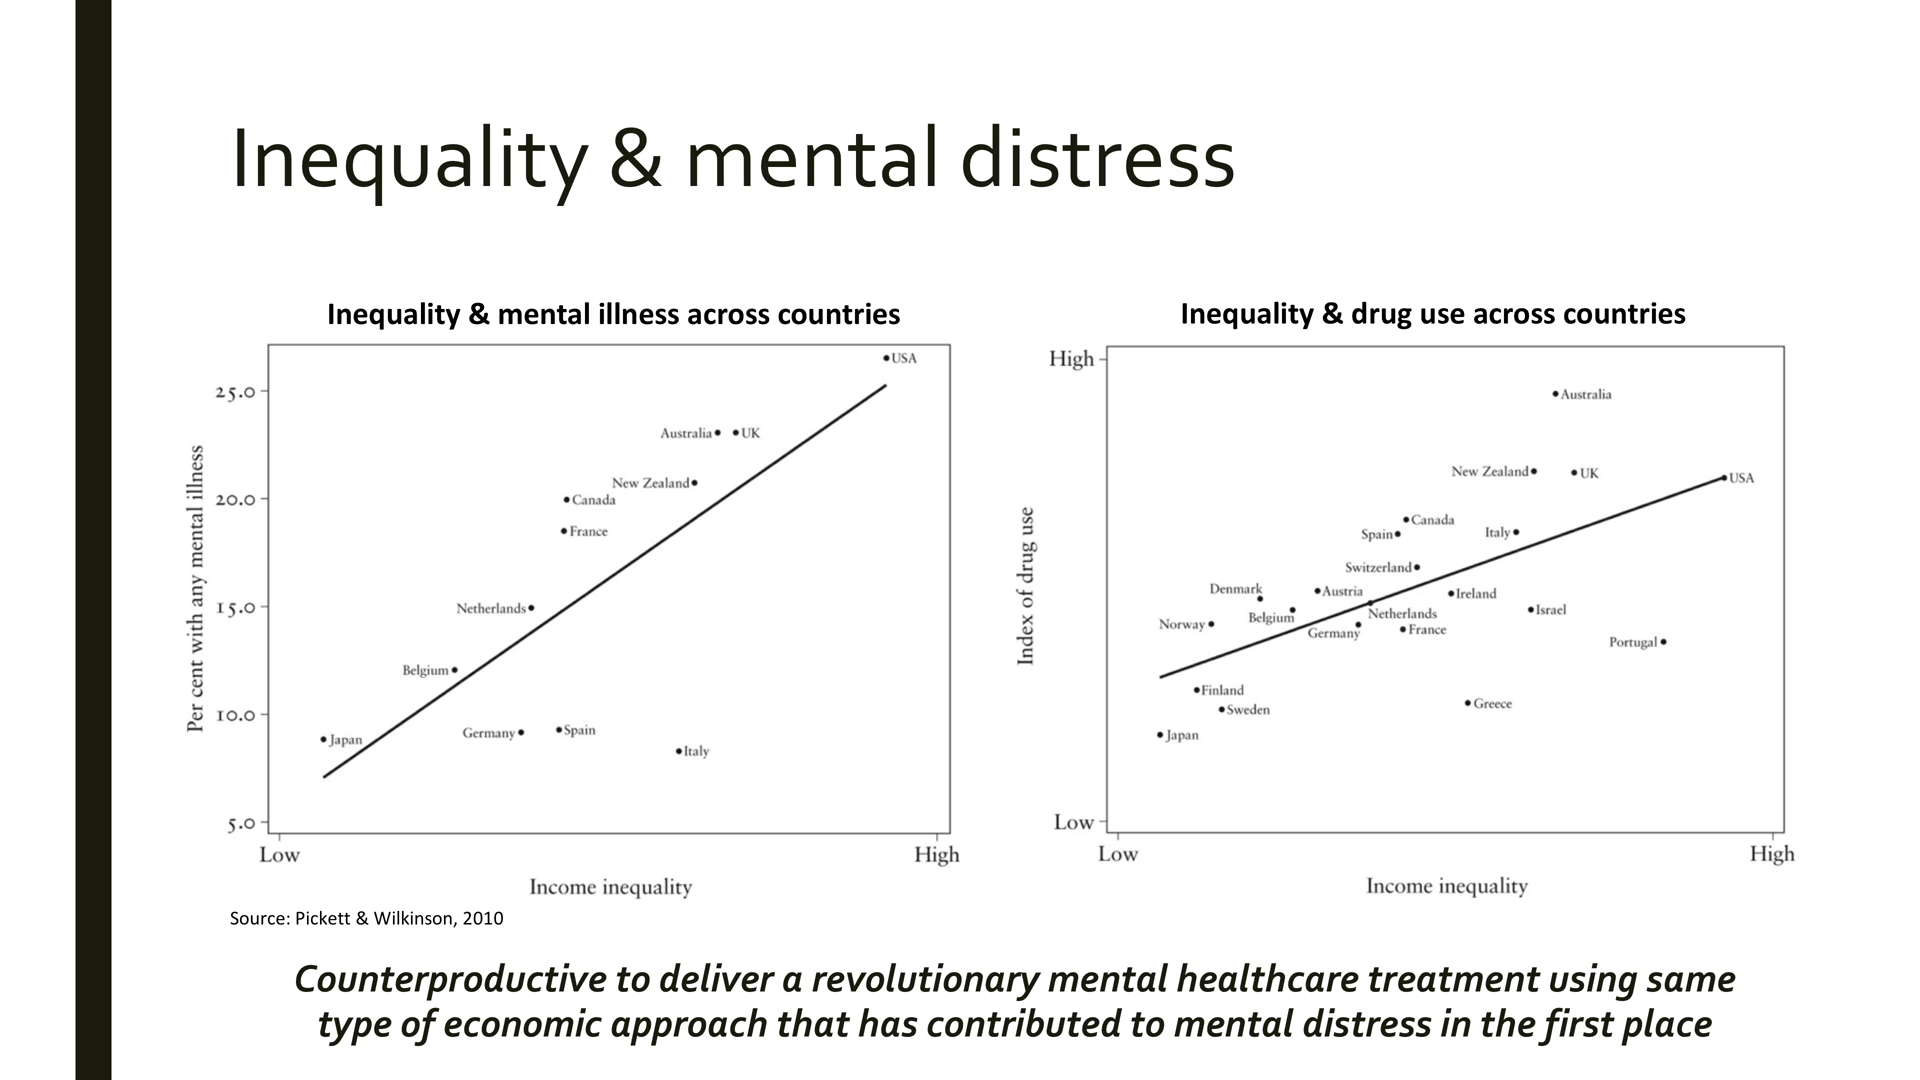 Inequality & mental distress
Inequality & mental illness across countries
Per cent with any mental illness
25.0
20.0
15.0
10.0
5.0
USA
Australia
UK
New Zealand
Canada
France
Netherlands
Belgium
Japan
Germany
Spain
Italy
Low
High
Income inequality
Inequality & drug use across countries
Index of drug use
High
Low
Australia
New Zealand
UK
USA
Canada
Spain
Italy
Switzerland
Denmark
Austria
Ireland
Belgium
Netherlands
Israel
Norway
Germany
France
Portugal
Finland
Sweden
Greece
Japan
Low
High
Income inequality
Source: Pickett & Wilkinson, 2010
Counterproductive to deliver a revolutionary mental healthcare treatment using same
type of economic approach that has contributed to mental distress in the first place